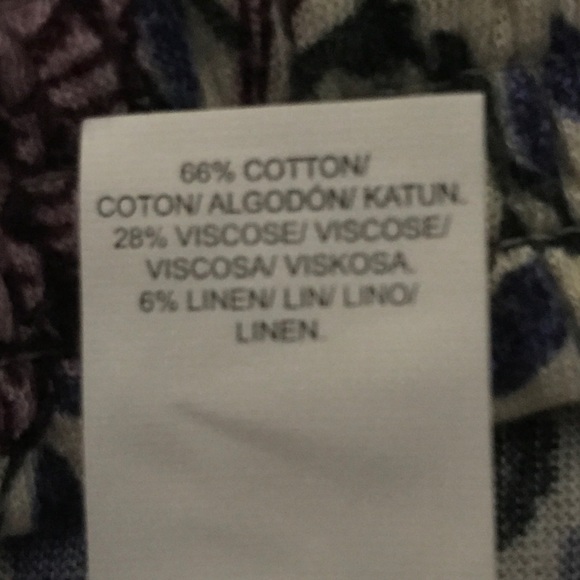 66% COTTON/
COTON/ ALGODÓN/ KATUN.
28% VISCOSE/ VISCOSE/
VISCOSA/ VISKOSA.
6% LINEN/ LIN/ LINO/
LINEN.